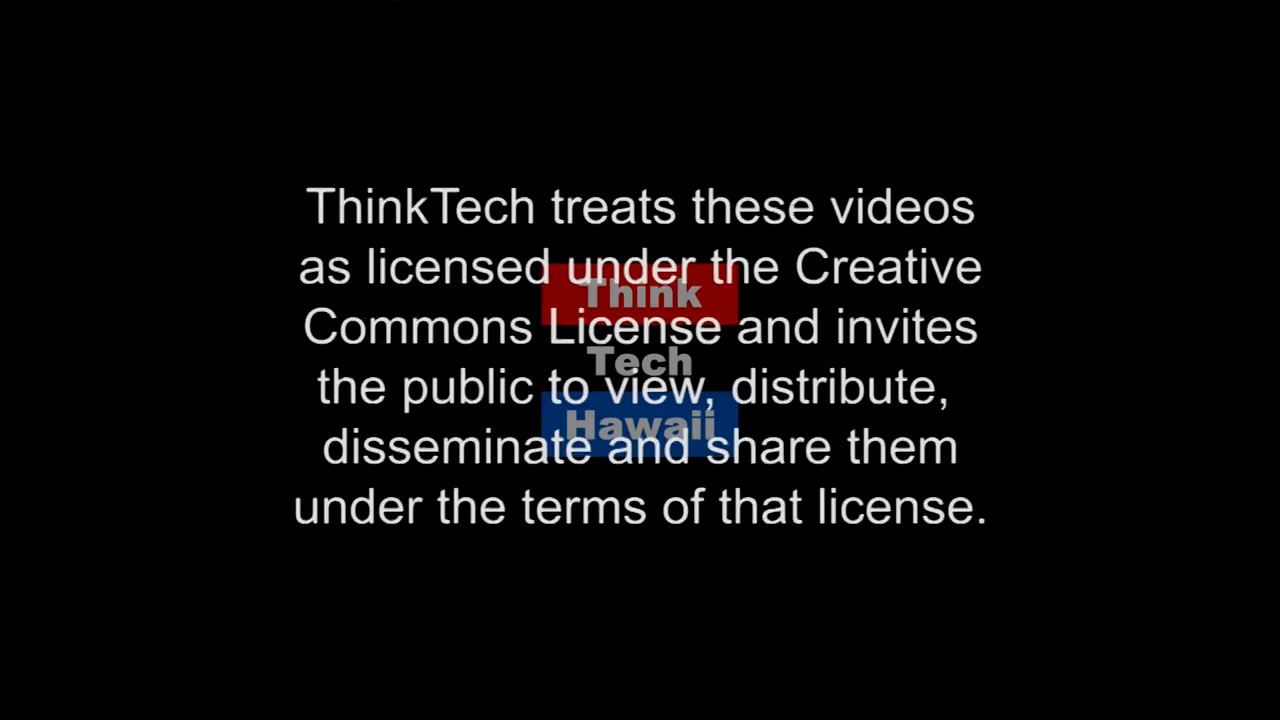 ThinkTech treats these videos
as licensed under the Creative
Think
Commons License and invites
Tech
the public to view, distribute,
Hawaii
disseminate and share them
under the terms of that license.